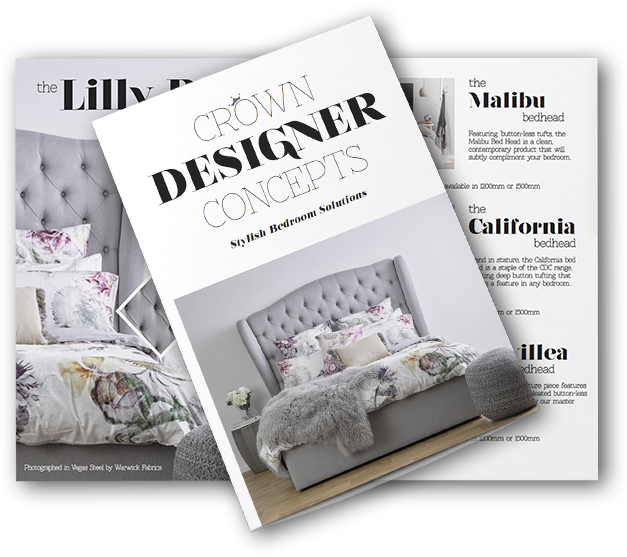 the Lilly
Photographed in Vegas Steel by Warwick Fabrics
CROWN
DESIGNER
CONCEPTS
Stylish Bedroom Solutions
the
Malibu
bedhead
Featuring 'button-less tufts, the
Malibu Bed Head is a clean,
contemporary product that will
subtly compliment your bedroom.
available in 1200mm or 1500mm
the
California
bedhead
in stature, the California bed
is a staple of the CDC range,
deep button tufting that
a feature in any bedroom.
or 1500mm
piece features
button-less
our master
1200mm or 1500mm